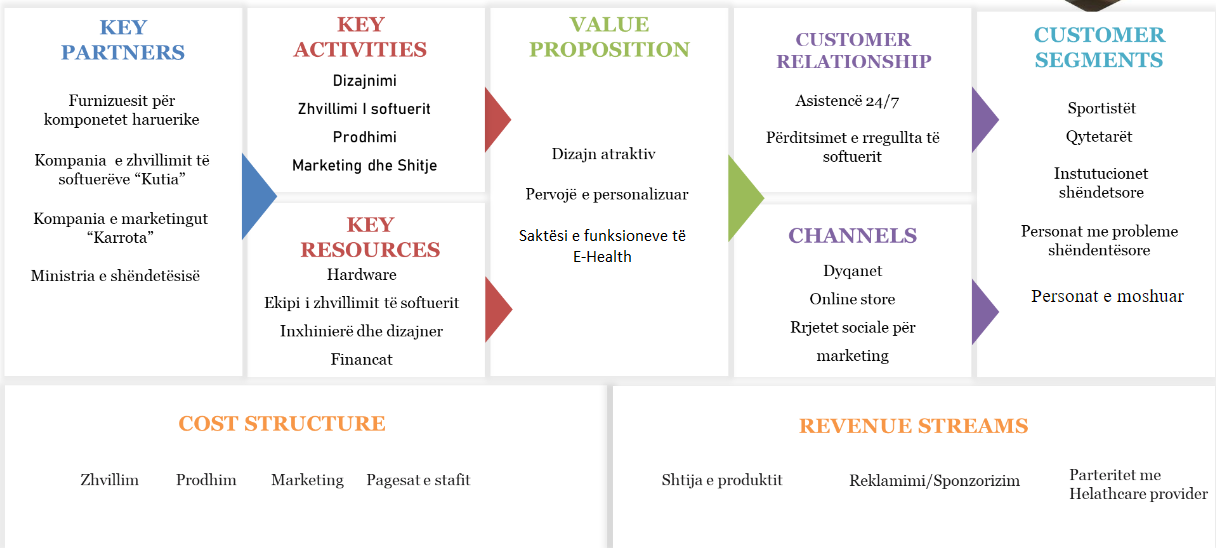 KEY
PARTNERS
Furnizuesit për
komponetet haruerike
Kompania e zhvillimit të
softuerëve “Kutia”
Kompania e marketingut
“Karrota”
Ministria e shëndetësisë
KEY
ACTIVITIES
Dizajnimi
Zhvillimi I softuerit
Prodhimi
Marketing dhe Shitje
KEY
RESOURCES
Hardware
Ekipi i zhvillimit të softuerit
Inxhinierë dhe dizajner
Financat
VALUE
PROPOSITION
Dizajn atraktiv
Pervojë e personalizuar
Saktësi e funksioneve të
E-Health
CUSTOMER
RELATIONSHIP
Asistencë 24/7
Përditsimet e rregullta të
softuerit
CHANNELS
Dyqanet
Online store
Rrjetet sociale për
marketing
CUSTOMER
SEGMENTS
Sportistët
Qytetarët
Instutucionet
shëndetsore
Personat me probleme
shëndentësore
Personat e moshuar
COST STRUCTURE
Zhvillim Prodhim Marketing Pagesat e stafit
REVENUE STREAMS
Shtija e produktit
Reklamimi/Sponzorizim
Parteritet me
Helathcare provider